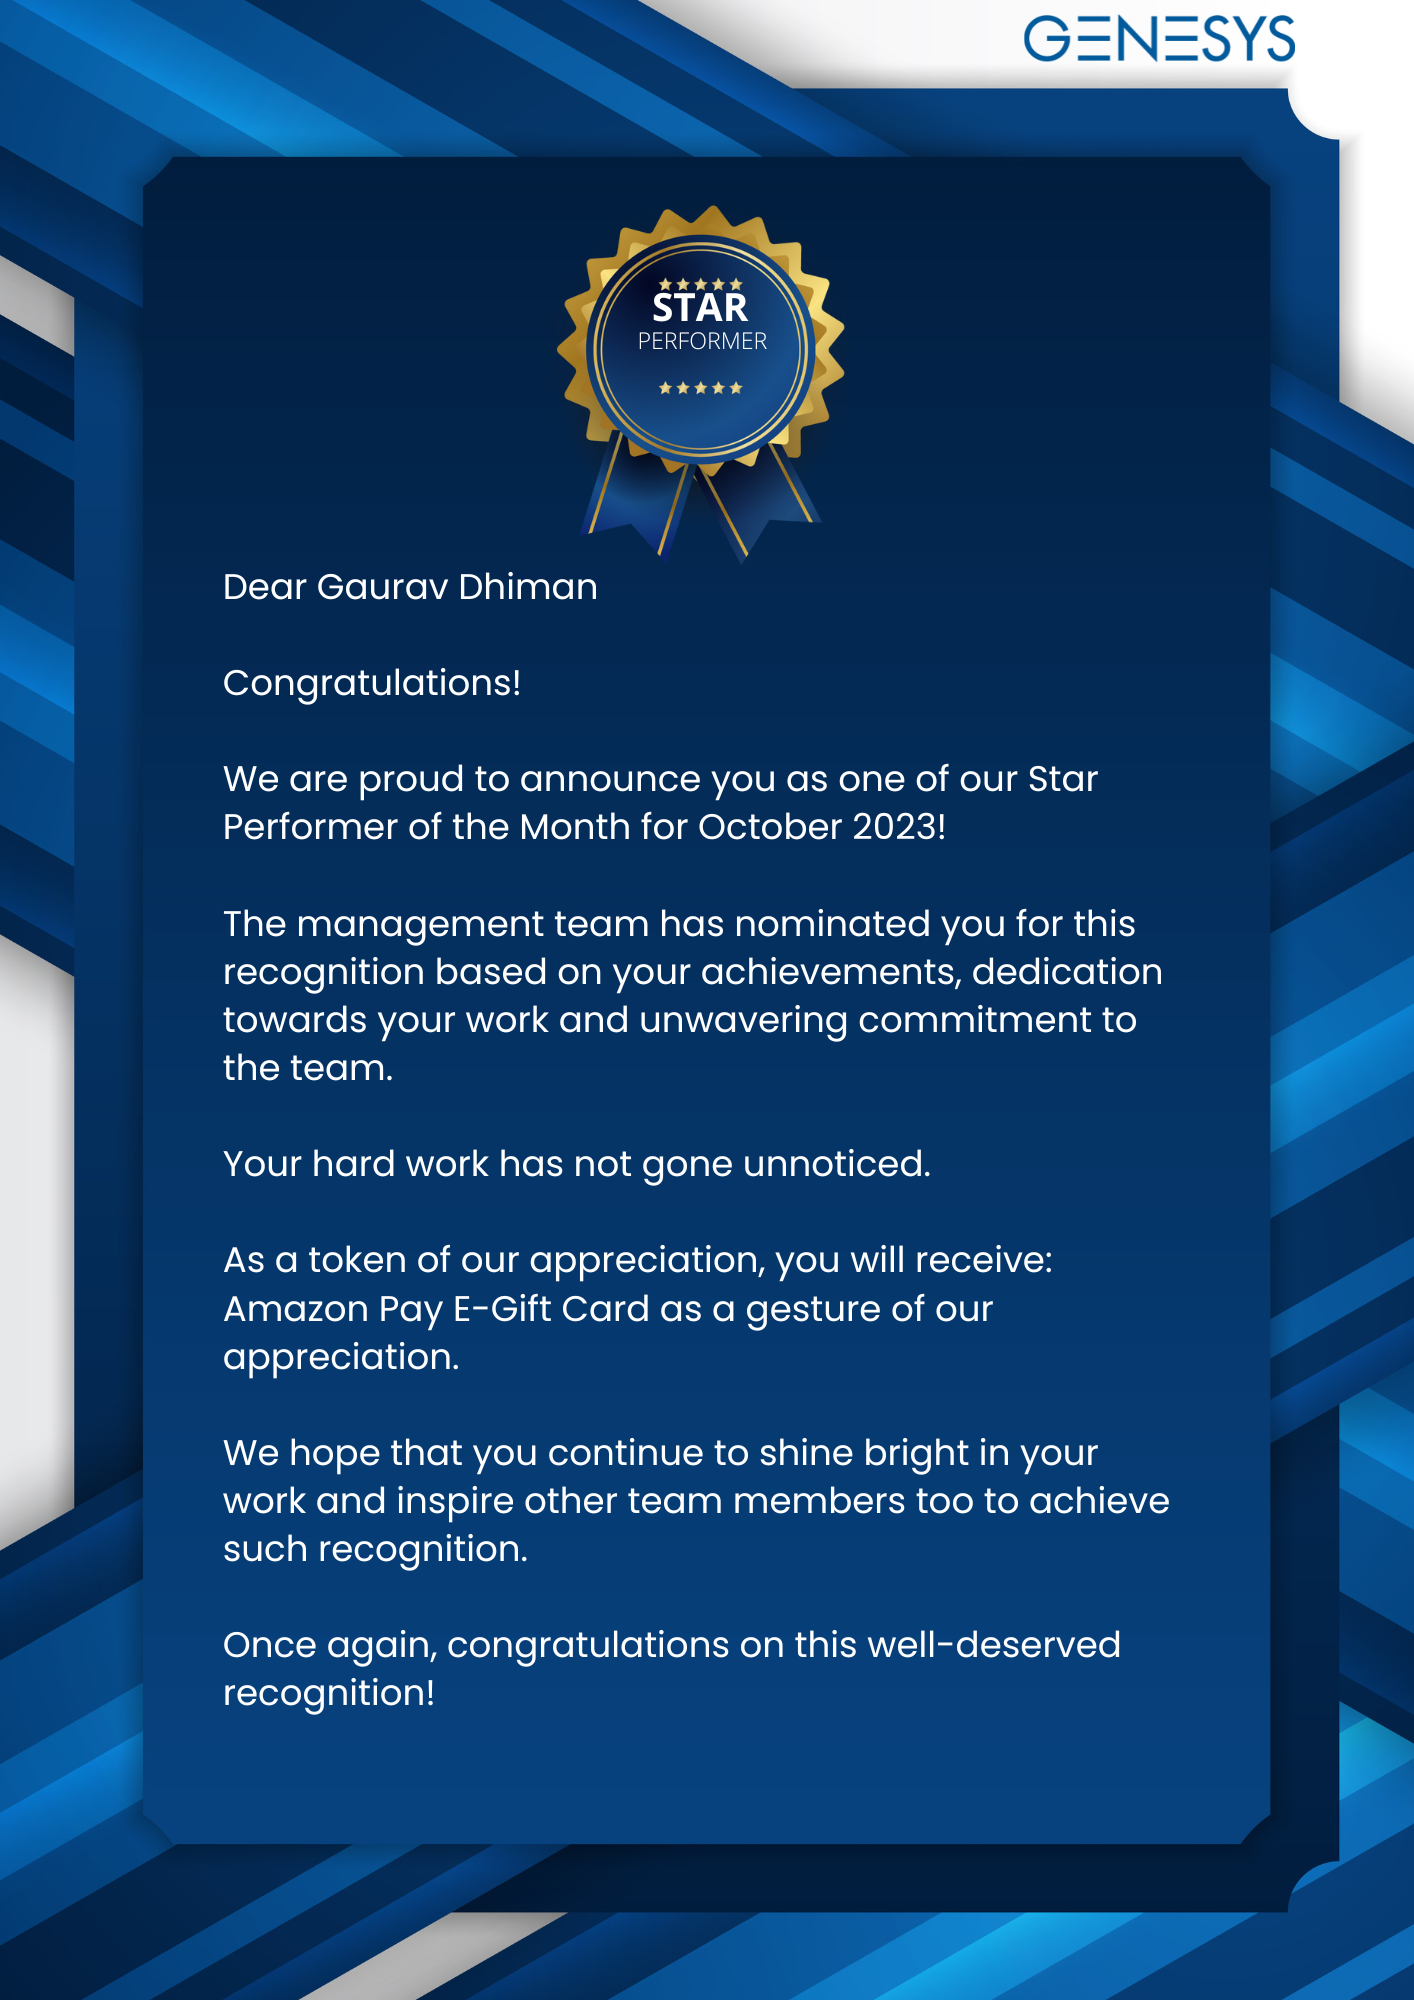 GENESYS
STAR
PERFORMER
Dear Gaurav Dhiman
Congratulations!
We are proud to announce you as one of our Star
Performer of the Month for October 2023!
The management team has nominated you for this
recognition based on your achievements, dedication
towards your work and unwavering commitment to
the team.
Your hard work has not gone unnoticed.
As a token of our appreciation, you will receive:
Amazon Pay E-Gift Card as a gesture of our
appreciation.
We hope that you continue to shine bright in your
work and inspire other team members too to achieve
such recognition.
Once again, congratulations on this well-deserved
recognition!